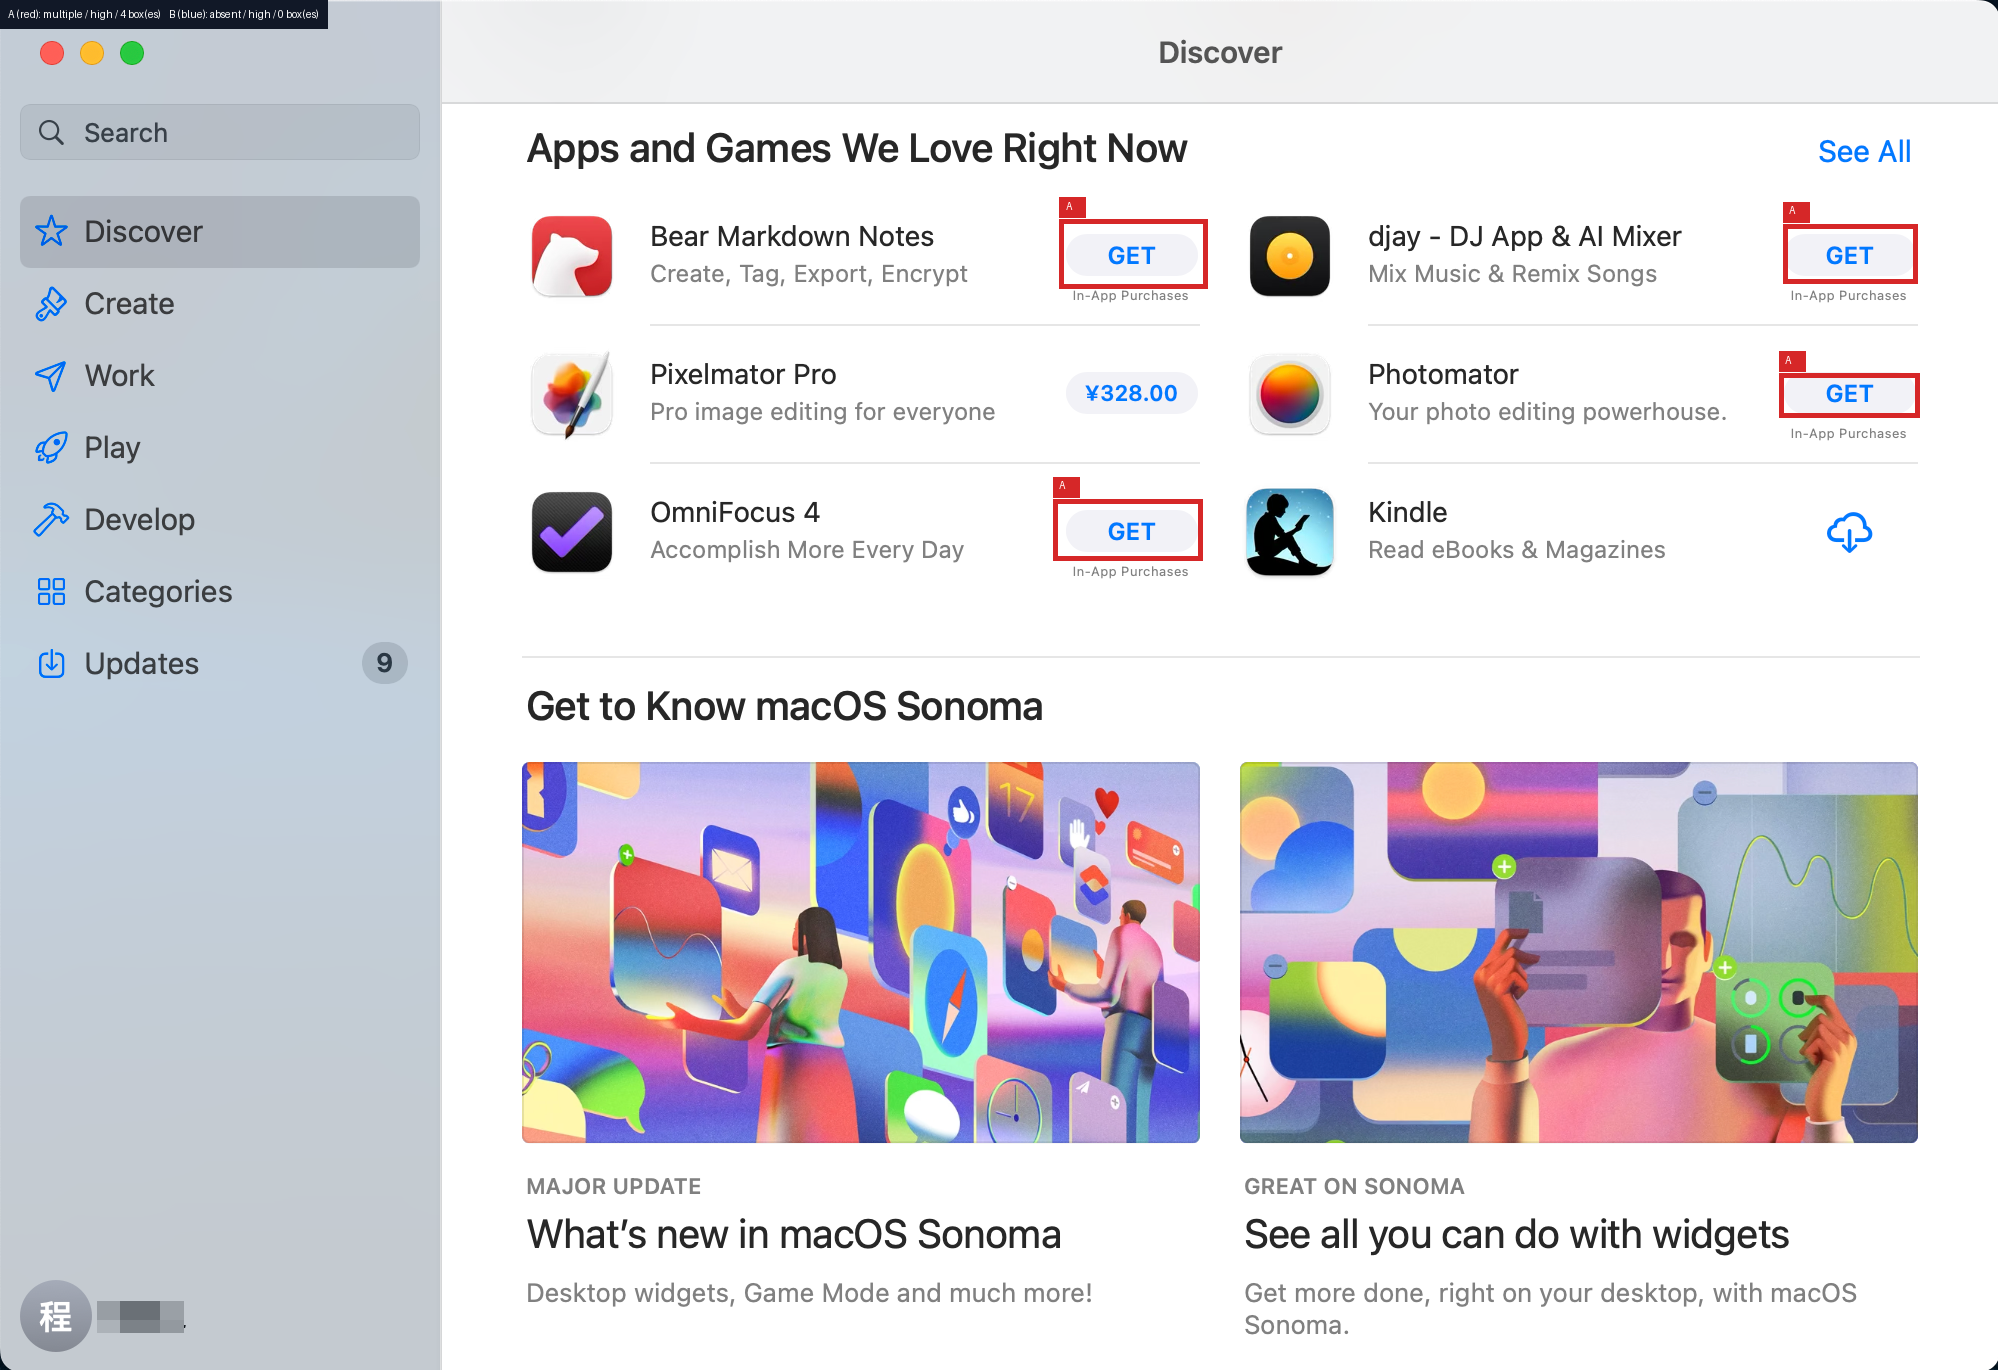 A (red): multiple / high / 4 box(es) B (blue): absent / high / 0 box(es)
Discover
Search
Discover
Create
Work
Play
Develop
Categories
Updates 9
程
Apps and Games We Love Right Now
See All
Bear Markdown Notes
Create, Tag, Export, Encrypt
A
GET
In-App Purchases
djay - DJ App & AI Mixer
Mix Music & Remix Songs
A
GET
In-App Purchases
Pixelmator Pro
Pro image editing for everyone
¥328.00
Photomator
Your photo editing powerhouse.
A
GET
In-App Purchases
OmniFocus 4
Accomplish More Every Day
A
GET
In-App Purchases
Kindle
Read eBooks & Magazines
Get to Know macOS Sonoma
17
MAJOR UPDATE
What's new in macOS Sonoma
Desktop widgets, Game Mode and much more!
GREAT ON SONOMA
See all you can do with widgets
Get more done, right on your desktop, with macOS
Sonoma.